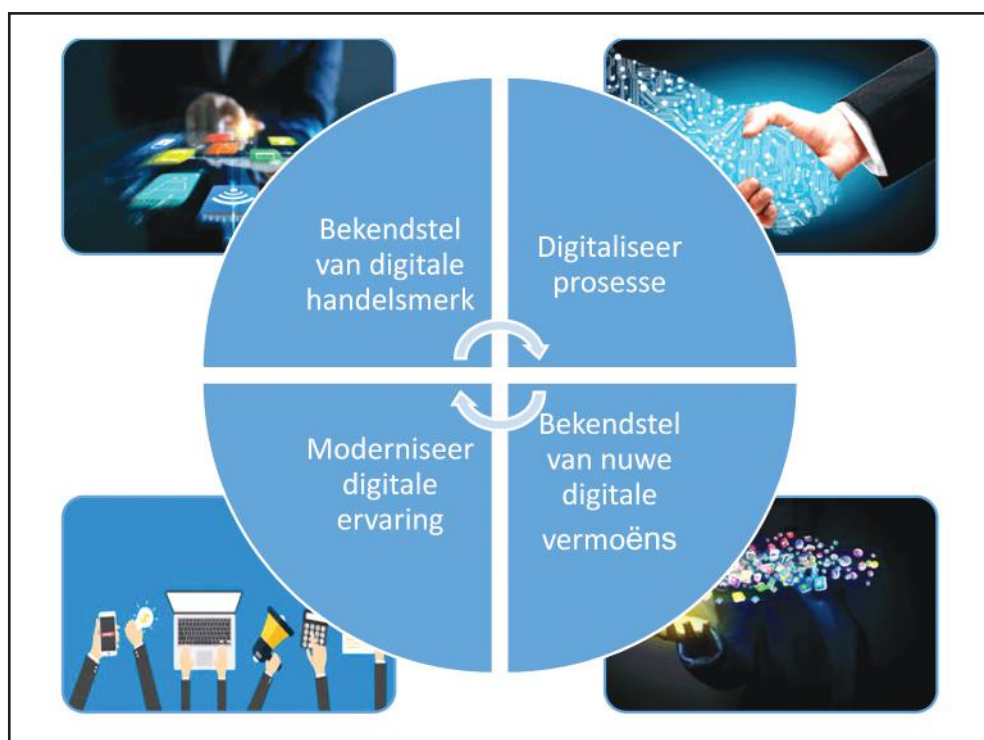 Bekendstel
van digitale
handelsmerk
Digitaliseer
prosesse
Moderniseer
digitale
ervaring
Bekendstel
van nuwe
digitale
vermoëns